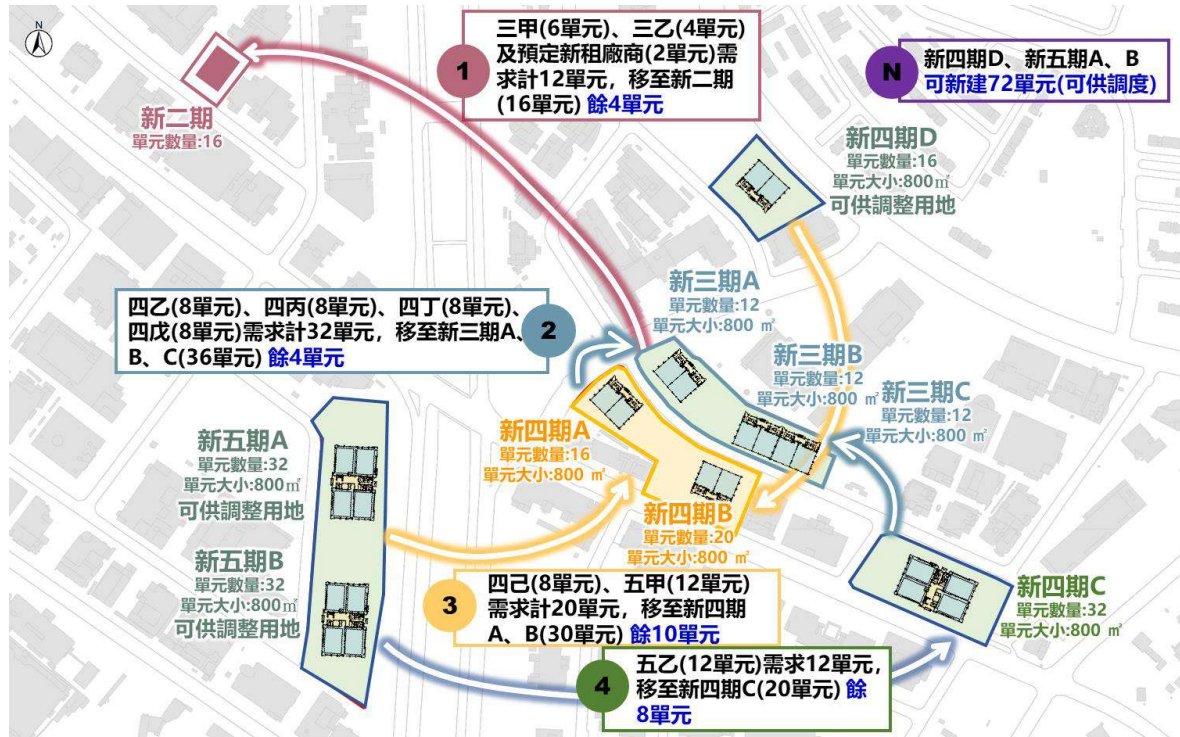 N
1
三甲(6單元)、三乙(4單元)
及預定新租廠商(2單元)需
求計12單元，移至新二期
(16單元) 餘4單元
N
新四期D、新五期A、B
可新建72單元(可供調度)
新二期
單元數量:16
新四期D
單元數量:16
單元大小:800㎡
可供調整用地
2
四乙(8單元)、四丙(8單元)、四丁(8單元)、
四戊(8單元)需求計32單元，移至新三期A、
B、C(36單元) 餘4單元
新三期A
單元數量:12
單元大小:800 ㎡
新三期B
單元數量:12
單元大小:800 ㎡
新三期C
單元數量:12
單元大小:800 ㎡
新四期A
單元數量:16
單元大小:800 ㎡
新四期B
單元數量:20
單元大小:800 ㎡
新五期A
單元數量:32
單元大小:800㎡
可供調整用地
新五期B
單元數量:32
單元大小:800㎡
可供調整用地
新四期C
單元數量:32
單元大小:800 ㎡
3
四己(8單元)、五甲(12單元)
需求計20單元，移至新四期
A、B(30單元) 餘10單元
4
五乙(12單元)需求12單元，
移至新四期C(20單元) 餘
8單元